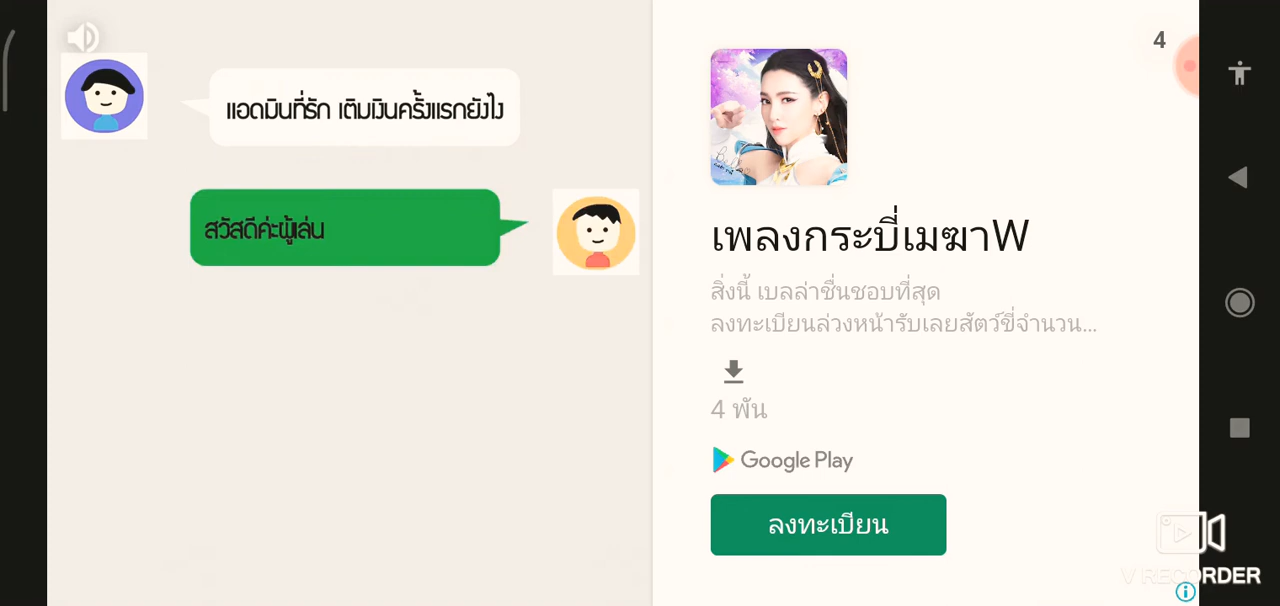 แอดมินที่รัก เติมเงินครั้งแรกยังไง
สวัสดีค่ะผู้เล่น
4
เพลงกระบี่เมฆาW
สิ่งนี้ เบลล่าชื่นชอบที่สุด
ลงทะเบียนล่วงหน้ารับเลยสัตว์ขี่จำนวน...
4 พัน
Google Play
ลงทะเบียน
V RECORDER